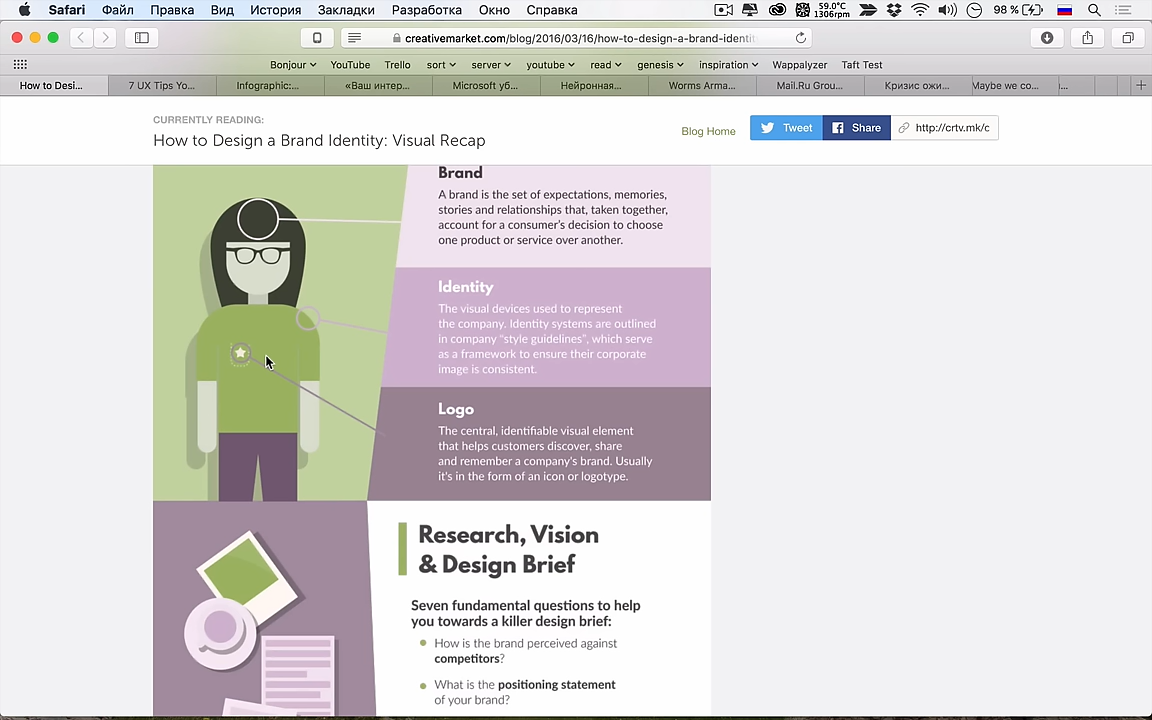 Safari Файл Правка Вид История Закладки Разработка Окно Справка 59.0°C 1306rpm 98 %
creativemarket.com/blog/2016/03/16/how-to-design-a-brand-identit
Bonjour YouTube Trello sort server youtube read genesis inspiration Wappalyzer Taft Test
How to Desi... 7 UX Tips Yo... Infographic:... «Ваш интер... Microsoft уб... Нейронная... Worms Arma... Mail.Ru Grou... Кризис ожи... Maybe we co...
CURRENTLY READING:
How to Design a Brand Identity: Visual Recap
Blog Home Tweet Share http://crtv.mk/c
Brand
A brand is the set of expectations, memories,
stories and relationships that, taken together,
account for a consumer's decision to choose
one product or service over another.
Identity
The visual devices used to represent
the company. Identity systems are outlined
in company "style guidelines", which serve
as a framework to ensure their corporate
image is consistent.
Logo
The central, identifiable visual element
that helps customers discover, share
and remember a company's brand. Usually
it's in the form of an icon or logotype.
Research, Vision
& Design Brief
Seven fundamental questions to help
you towards a killer design brief:
How is the brand perceived against
competitors?
What is the positioning statement
of your brand?